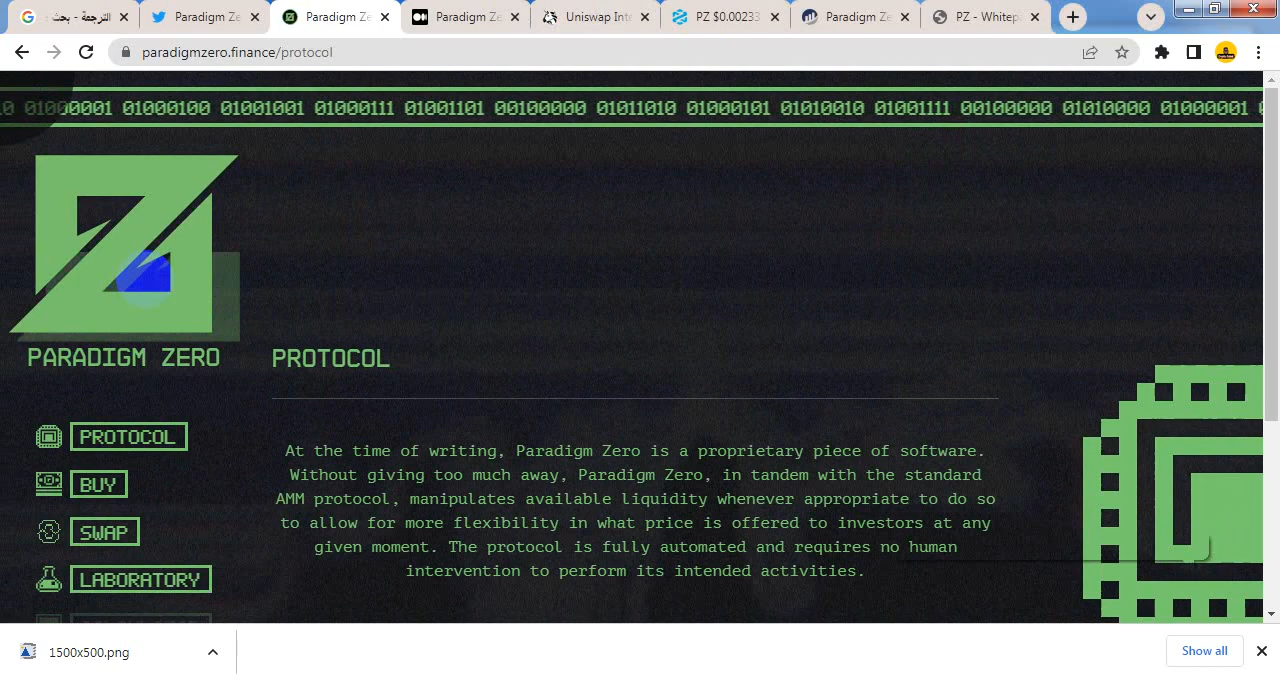 الترجمة - بحث
Paradigm Ze
Paradigm Ze
Paradigm Ze
Uniswap Inte
PZ $0.00233
Paradigm Ze
PZ - Whitep
paradigmzero.finance/protocol
01000001 01000100 01001001 01000111 01001101 00100000 01011010 01000101 01010010 01001111 00100000 01010000 01000001
PARADIGM ZERO
PROTOCOL
PROTOCOL
BUY
SWAP
LABORATORY
At the time of writing, Paradigm Zero is a proprietary piece of software.
Without giving too much away, Paradigm Zero, in tandem with the standard
AMM protocol, manipulates available liquidity whenever appropriate to do so
to allow for more flexibility in what price is offered to investors at any
given moment. The protocol is fully automated and requires no human
intervention to perform its intended activities.
1500x500.png
Show all